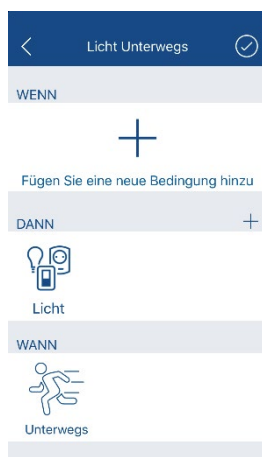 Licht Unterwegs
WENN
Fügen Sie eine neue Bedingung hinzu
DANN
Licht
WANN
Unterwegs